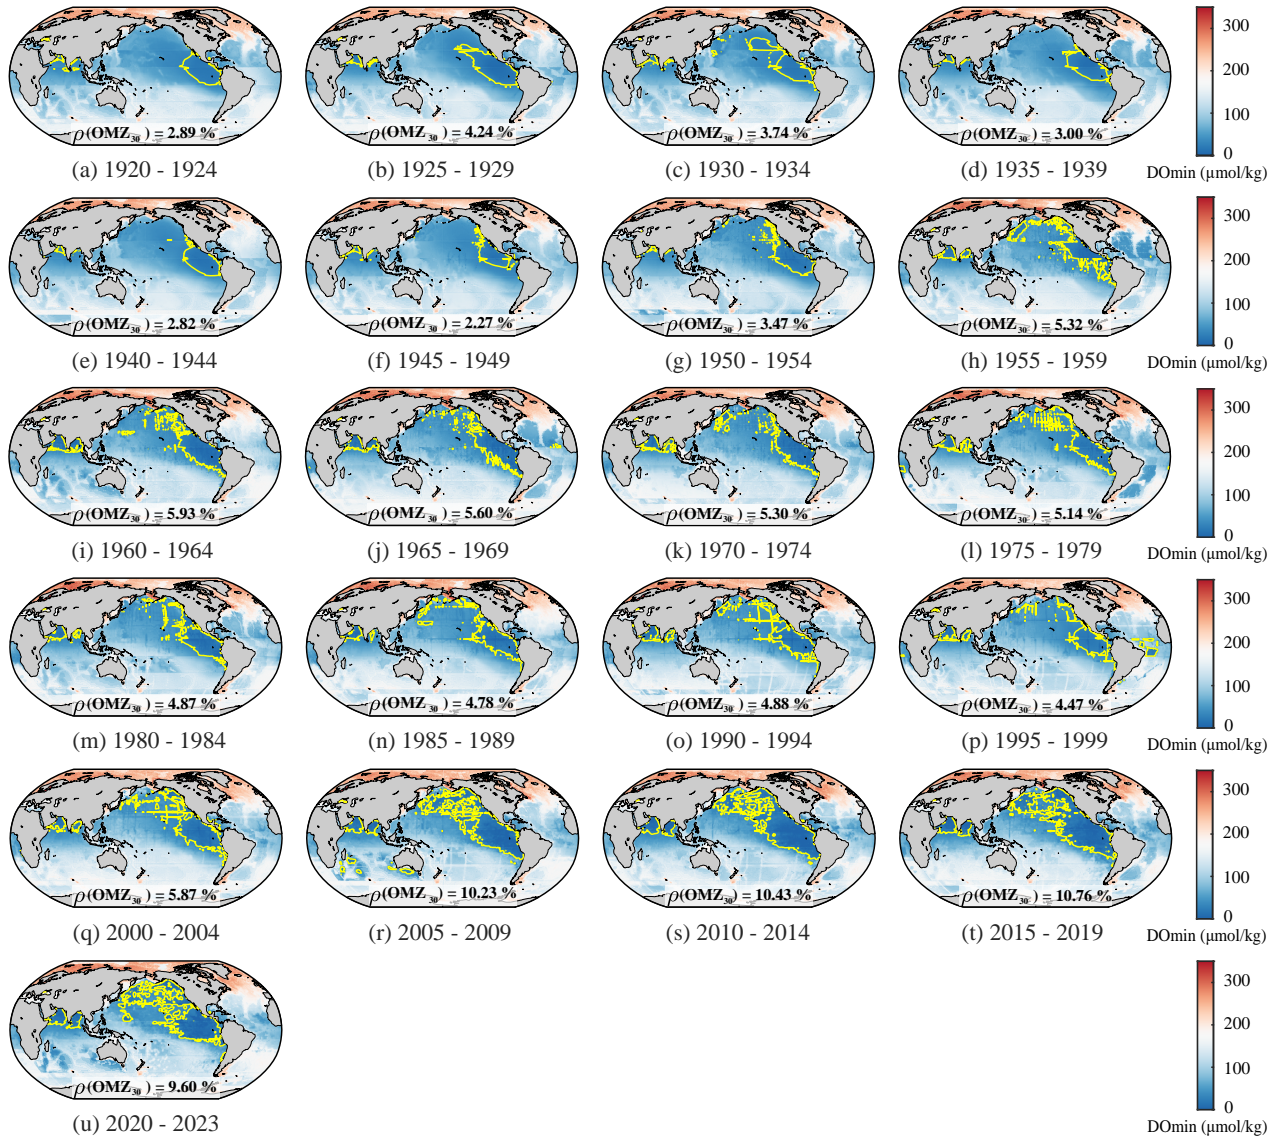 ρ(OMZ30) = 2.89 %
ρ(OMZ30) = 4.24 %
ρ(OMZ30) = 3.74 %
ρ(OMZ30) = 3.00 %
300
200
100
0
(a) 1920 - 1924
(b) 1925 - 1929
(c) 1930 - 1934
(d) 1935 - 1939
DOmin (μmol/kg)
ρ(OMZ30) = 2.82 %
ρ(OMZ30) = 2.27 %
ρ(OMZ30) = 3.47 %
ρ(OMZ30) = 5.32 %
300
200
100
0
(e) 1940 - 1944
(f) 1945 - 1949
(g) 1950 - 1954
(h) 1955 - 1959
DOmin (μmol/kg)
ρ(OMZ30) = 5.93 %
ρ(OMZ30) = 5.60 %
ρ(OMZ30) = 5.30 %
ρ(OMZ30) = 5.14 %
300
200
100
0
(i) 1960 - 1964
(j) 1965 - 1969
(k) 1970 - 1974
(l) 1975 - 1979
DOmin (μmol/kg)
ρ(OMZ30) = 4.87 %
ρ(OMZ30) = 4.78 %
ρ(OMZ30) = 4.88 %
ρ(OMZ30) = 4.47 %
300
200
100
0
(m) 1980 - 1984
(n) 1985 - 1989
(o) 1990 - 1994
(p) 1995 - 1999
DOmin (μmol/kg)
ρ(OMZ30) = 5.87 %
ρ(OMZ30) = 10.23 %
ρ(OMZ30) = 10.43 %
ρ(OMZ30) = 10.76 %
300
200
100
0
(q) 2000 - 2004
(r) 2005 - 2009
(s) 2010 - 2014
(t) 2015 - 2019
DOmin (μmol/kg)
ρ(OMZ30) = 9.60 %
300
200
100
0
(u) 2020 - 2023
DOmin (μmol/kg)